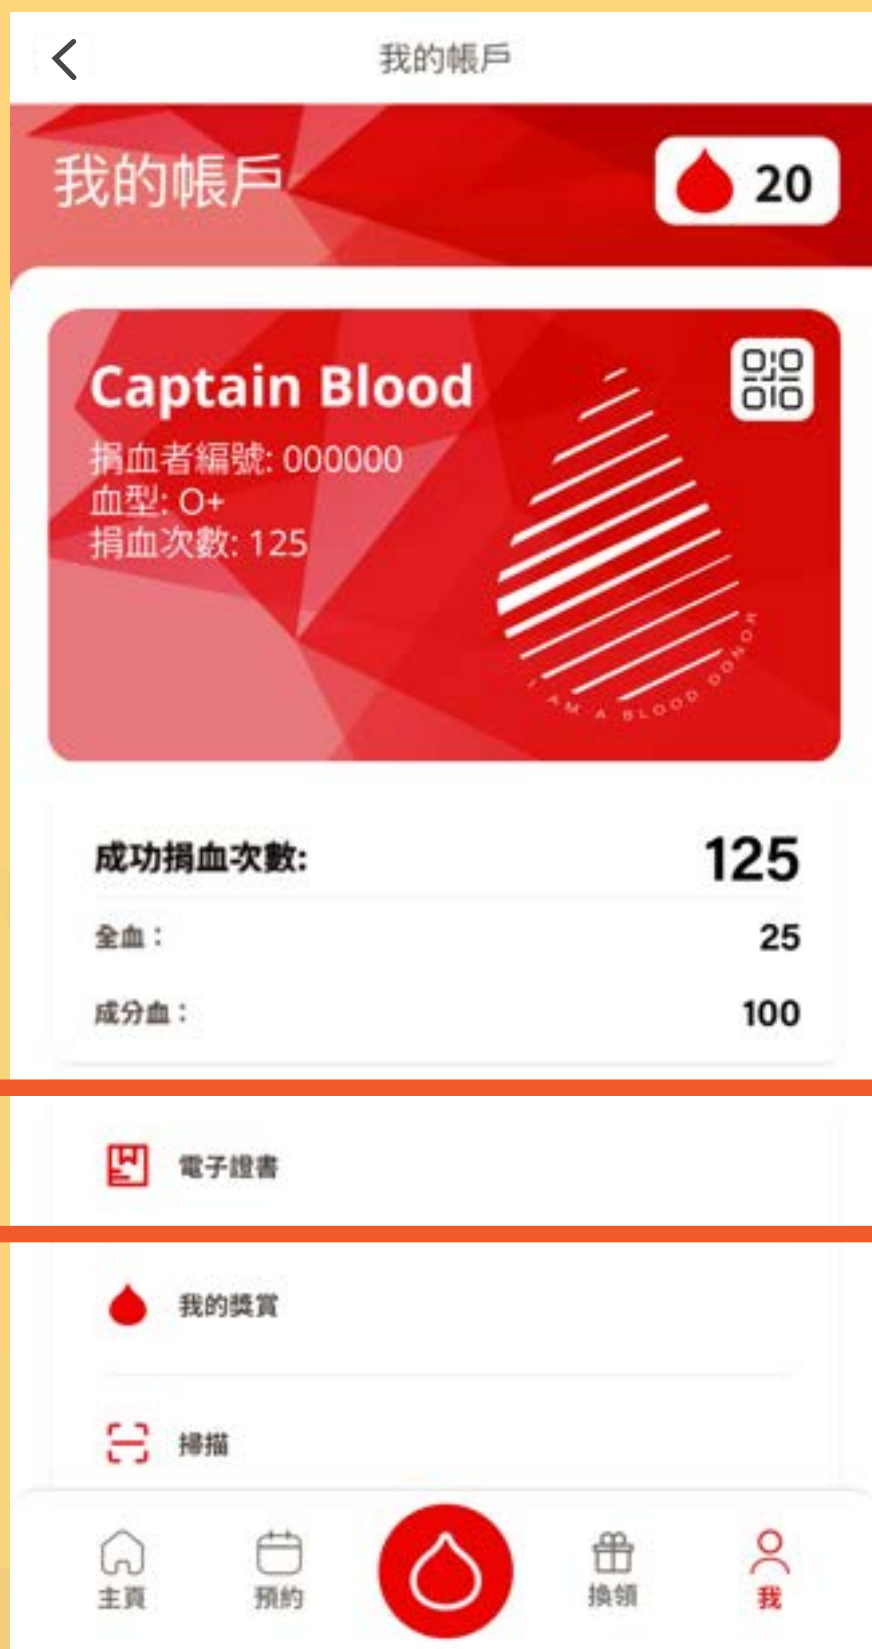 我的帳戶
我的帳戶
20
Captain Blood
捐血者編號: 000000
血型: O+
捐血次數: 125
I AM A BLOOD DONOR
成功捐血次數: 125
全血： 25
成分血： 100
電子證書
我的獎賞
掃描
主頁 預約 換領 我